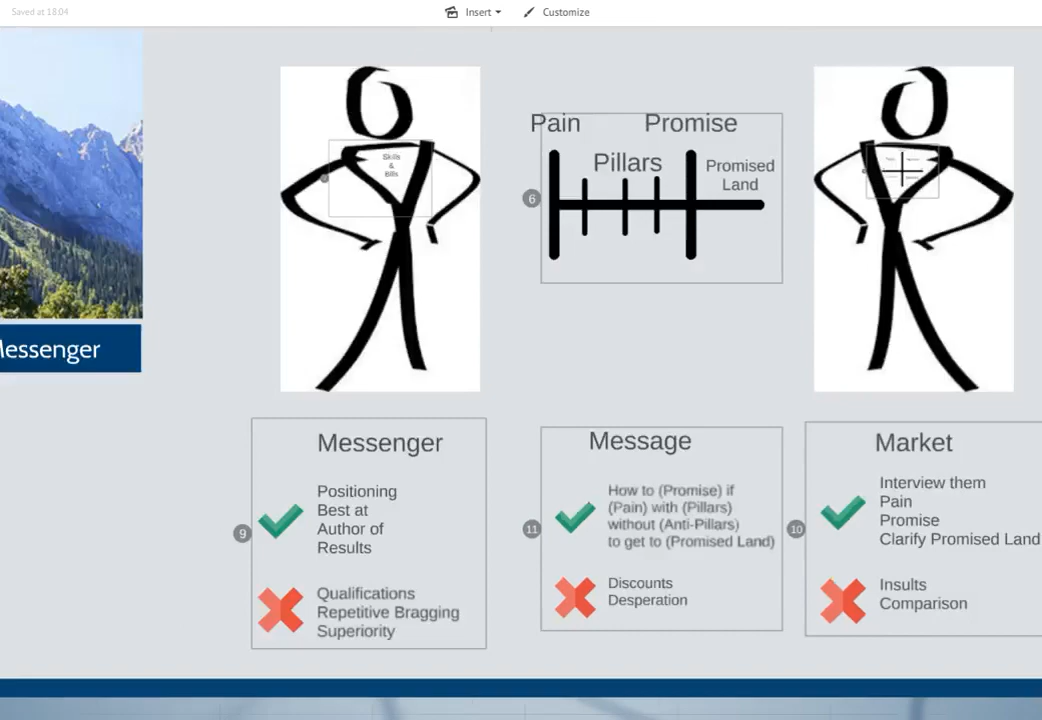 Saved at 18:04
Insert
Customize
Messenger
Skills
&
Bills
Pain
Promise
Pillars
Promised
Land
6
Messenger
9
Positioning
Best at
Author of
Results
Qualifications
Repetitive Bragging
Superiority
Message
11
How to (Promise) if
(Pain) with (Pillars)
without (Anti-Pillars)
to get to (Promised Land)
Discounts
Desperation
Market
10
Interview them
Pain
Promise
Clarify Promised Land
Insults
Comparison